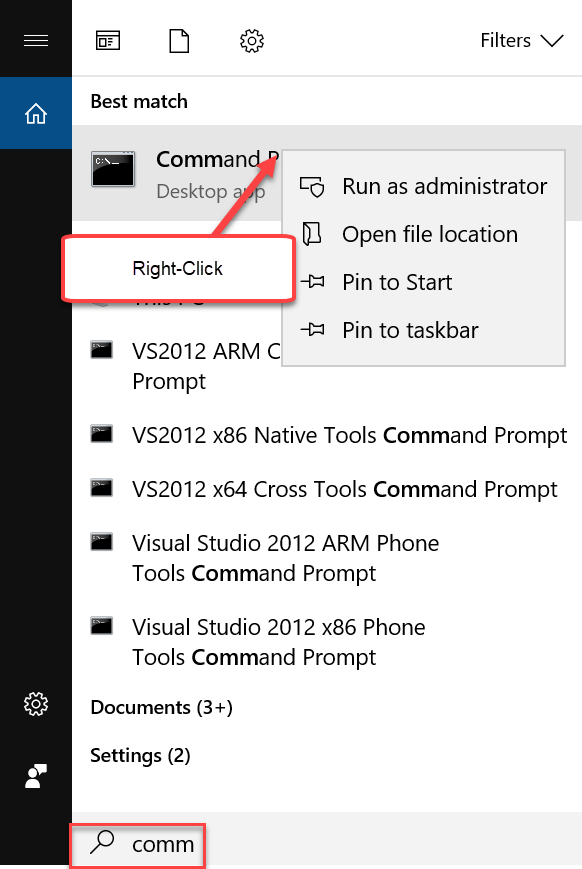 Filters
Best match
Command P
Desktop app
Run as administrator
Open file location
Pin to Start
Pin to taskbar
Right-Click
VS2012 ARM C
Prompt
VS2012 x86 Native Tools Command Prompt
VS2012 x64 Cross Tools Command Prompt
Visual Studio 2012 ARM Phone
Tools Command Prompt
Visual Studio 2012 x86 Phone
Tools Command Prompt
Documents (3+)
Settings (2)
comm